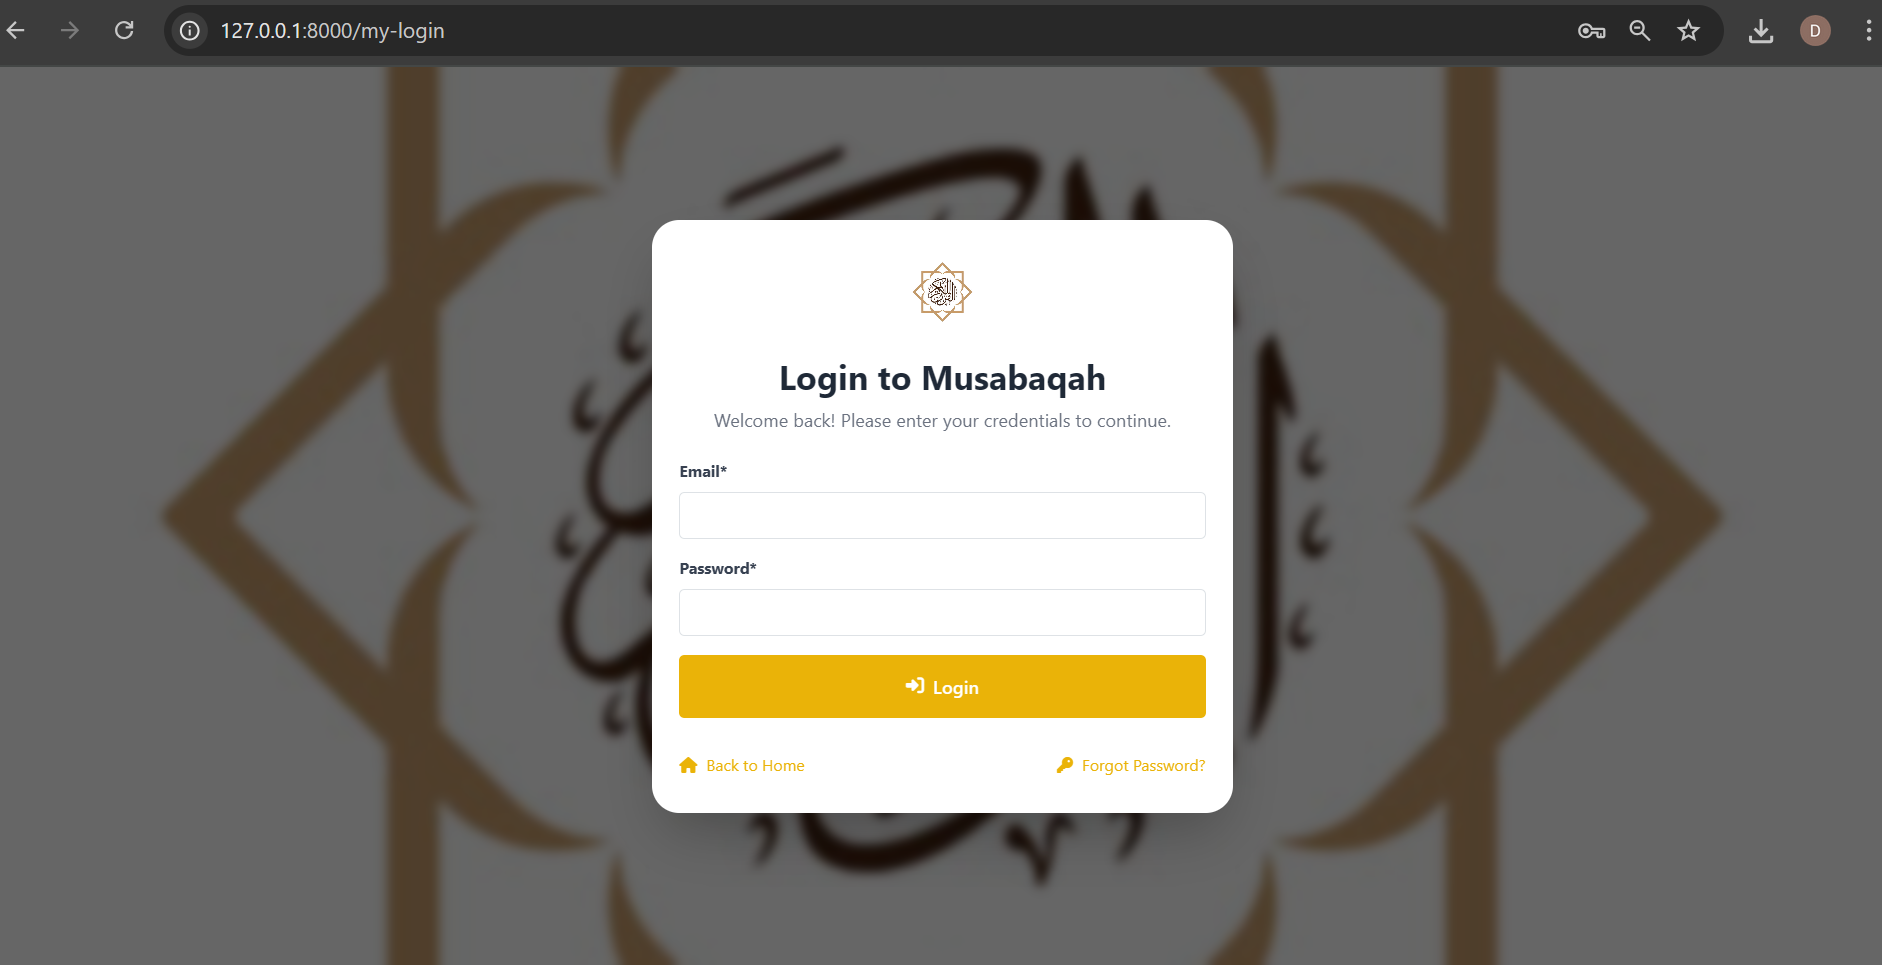 127.0.0.1:8000/my-login
D
Login to Musabaqah
Welcome back! Please enter your credentials to continue.
Email*
Password*
Login
Back to Home
Forgot Password?